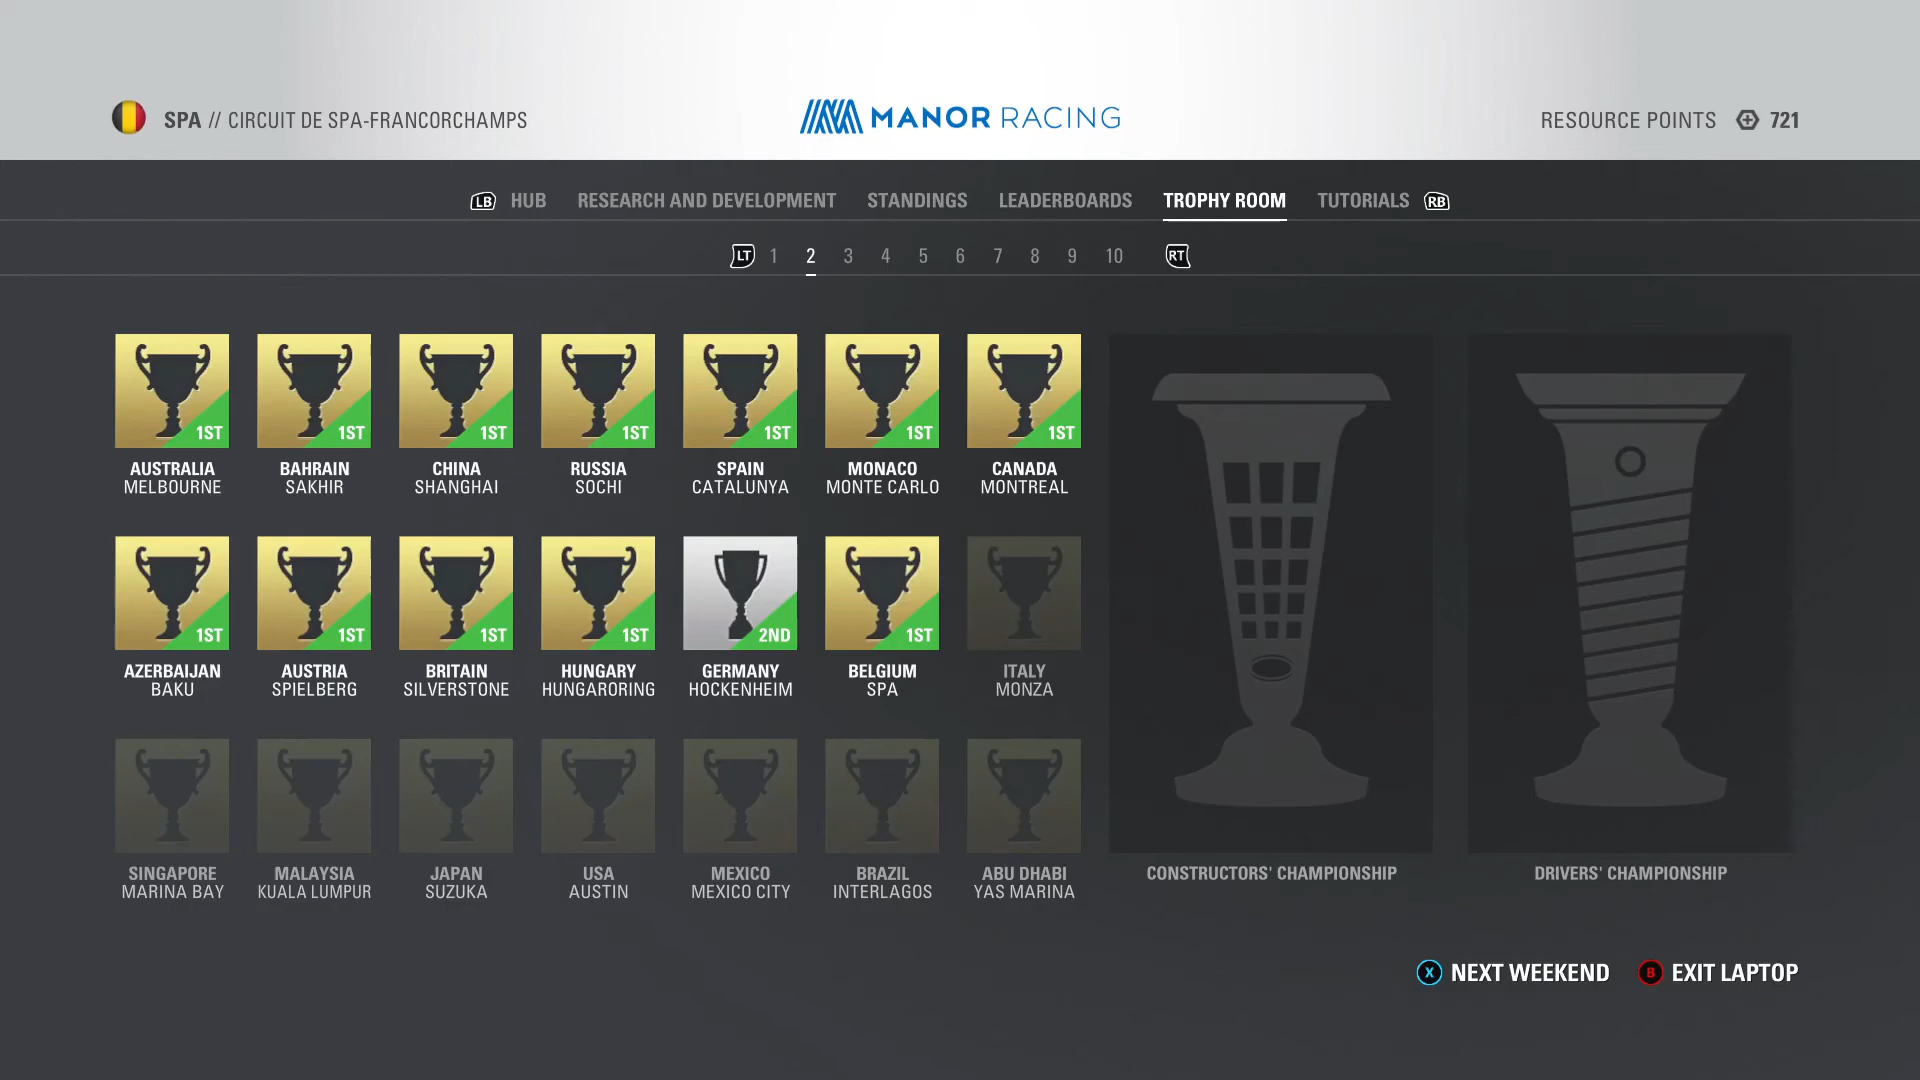 SPA // CIRCUIT DE SPA-FRANCORCHAMPS
MANOR RACING
RESOURCE POINTS 721
LB HUB RESEARCH AND DEVELOPMENT STANDINGS LEADERBOARDS TROPHY ROOM TUTORIALS RB
LT 1 2 3 4 5 6 7 8 9 10 RT
1ST 1ST 1ST 1ST 1ST 1ST 1ST
AUSTRALIA BAHRAIN CHINA RUSSIA SPAIN MONACO CANADA
MELBOURNE SAKHIR SHANGHAI SOCHI CATALUNYA MONTE CARLO MONTREAL
1ST 1ST 1ST 1ST 2ND 1ST
AZERBAIJAN AUSTRIA BRITAIN HUNGARY GERMANY BELGIUM ITALY
BAKU SPIELBERG SILVERSTONE HUNGARORING HOCKENHEIM SPA MONZA
SINGAPORE MALAYSIA JAPAN USA MEXICO BRAZIL ABU DHABI
MARINA BAY KUALA LUMPUR SUZUKA AUSTIN MEXICO CITY INTERLAGOS YAS MARINA
CONSTRUCTORS' CHAMPIONSHIP DRIVERS' CHAMPIONSHIP
X NEXT WEEKEND B EXIT LAPTOP